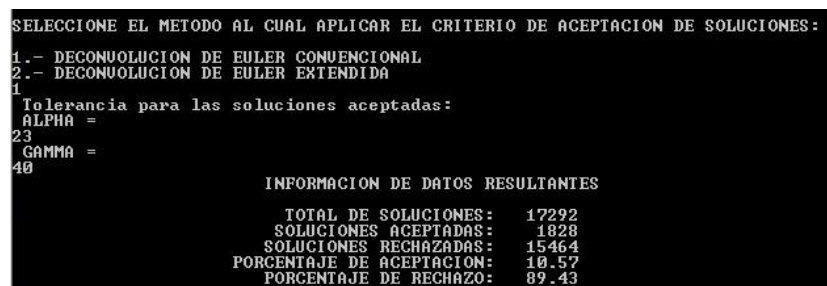 SELECCIONE EL METODO AL CUAL APLICAR EL CRITERIO DE ACEPTACION DE SOLUCIONES:
1.- DECONVOLUCION DE EULER CONVENCIONAL
2.- DECONVOLUCION DE EULER EXTENDIDA
1
Tolerancia para las soluciones aceptadas:
ALPHA =
23
GAMMA =
40
INFORMACION DE DATOS RESULTANTES
TOTAL DE SOLUCIONES: 17292
SOLUCIONES ACEPTADAS: 1828
SOLUCIONES RECHAZADAS: 15464
PORCENTAJE DE ACEPTACION: 10.57
PORCENTAJE DE RECHAZO: 89.43